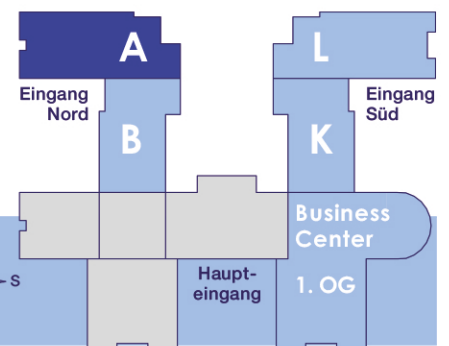 A
L
Eingang
Nord
Eingang
Süd
B
K
Business
Center
S
Haupt-
eingang
1. OG